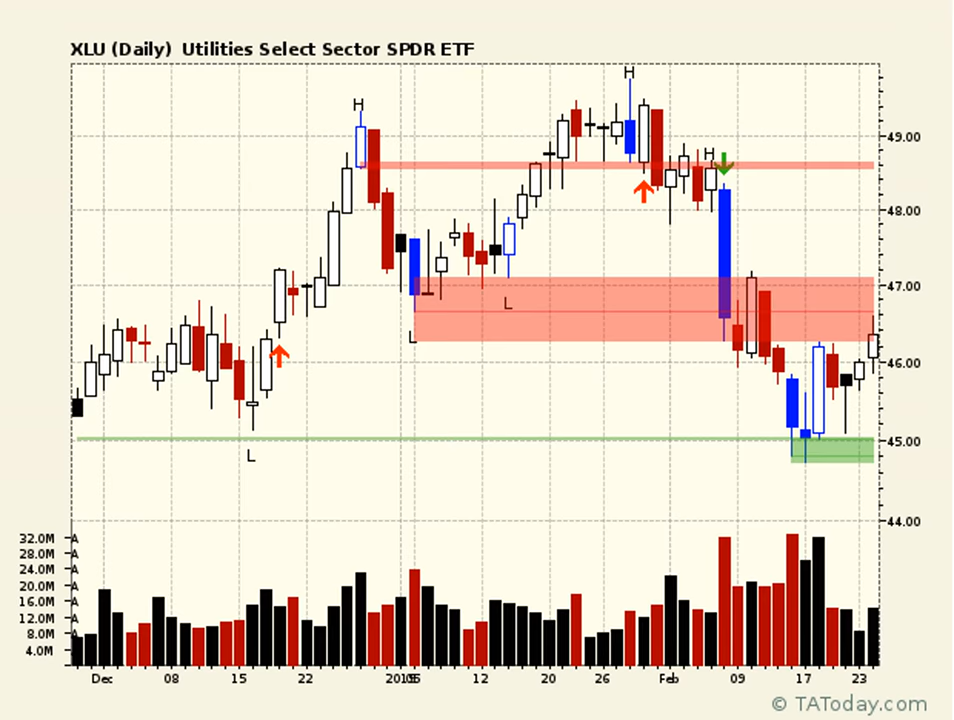 XLU (Daily)  Utilities Select Sector SPDR ETF
H
H
H
L
L
L
49.00
48.00
47.00
46.00
45.00
44.00
32.0M
28.0M
24.0M
20.0M
16.0M
12.0M
8.0M
4.0M
A
A
A
A
A
A
A
Dec 08 15 22 2015 12 20 26 Feb 09 17 23
© TAToday.com